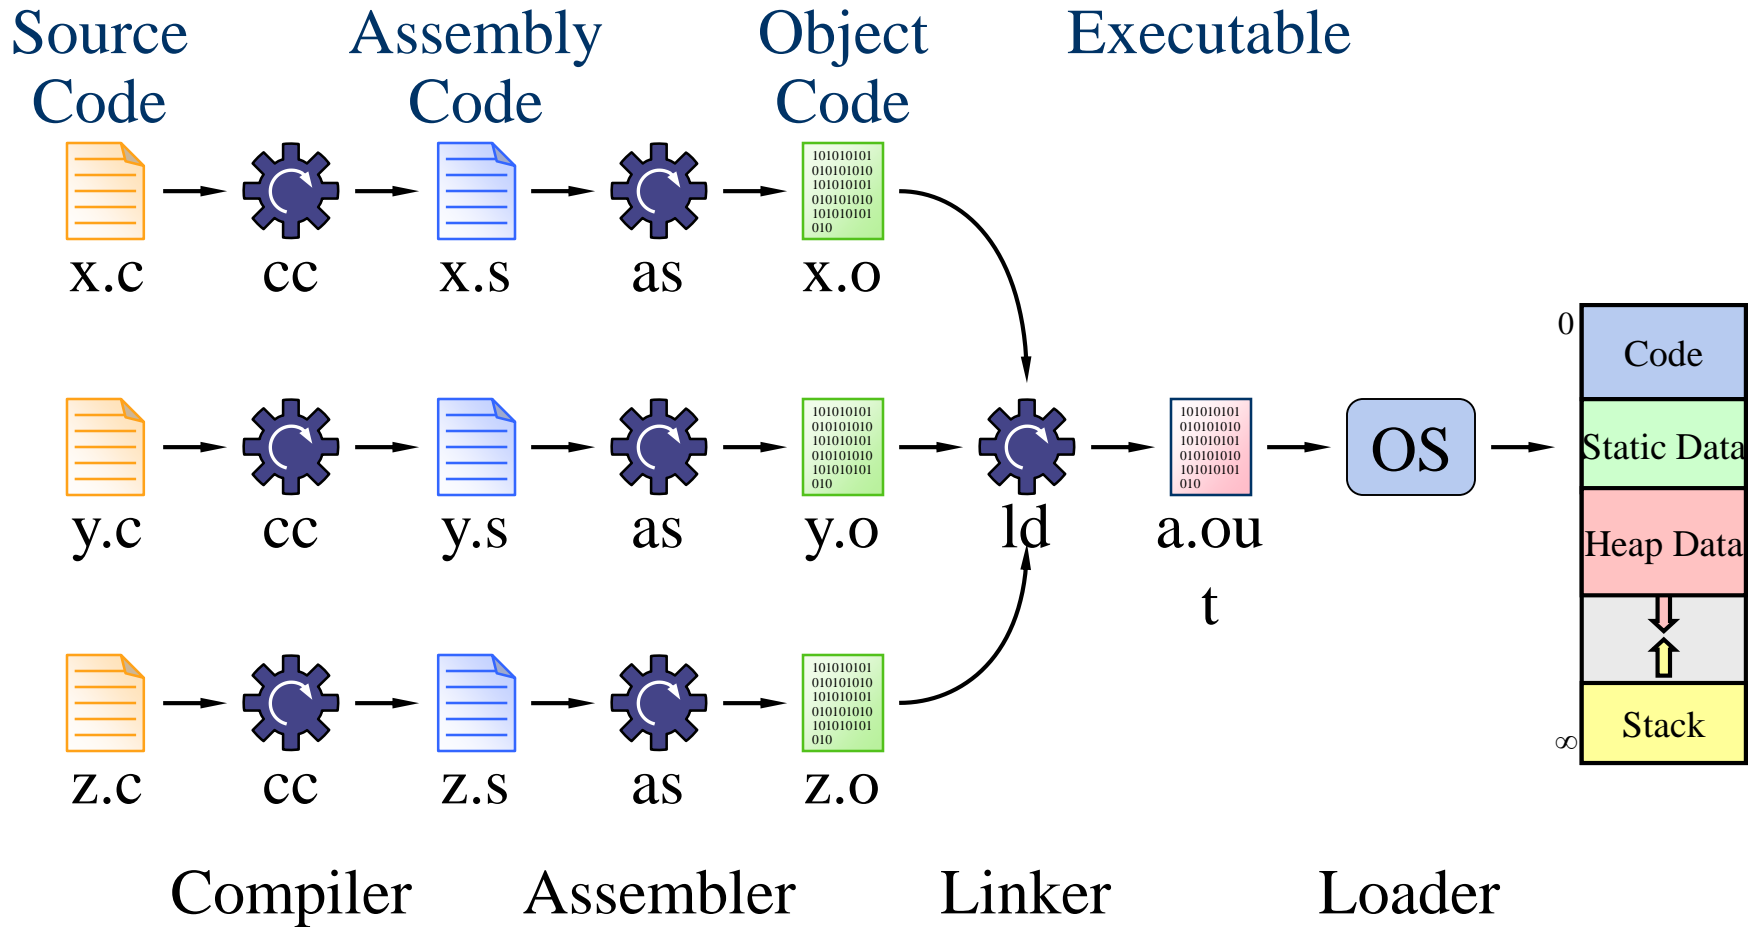 Source Assembly Object Executable
Code Code Code
101010101
010101010
101010101
010101010
101010101
010
x.c cc x.s as x.o
101010101
010101010
101010101
010101010
101010101
010
101010101
010101010
101010101
010101010
101010101
010
OS
y.c cc y.s as y.o ld a.ou
t
101010101
010101010
101010101
010101010
101010101
010
z.c cc z.s as z.o
0
Code
Static Data
Heap Data
Stack
∞
Compiler Assembler Linker Loader